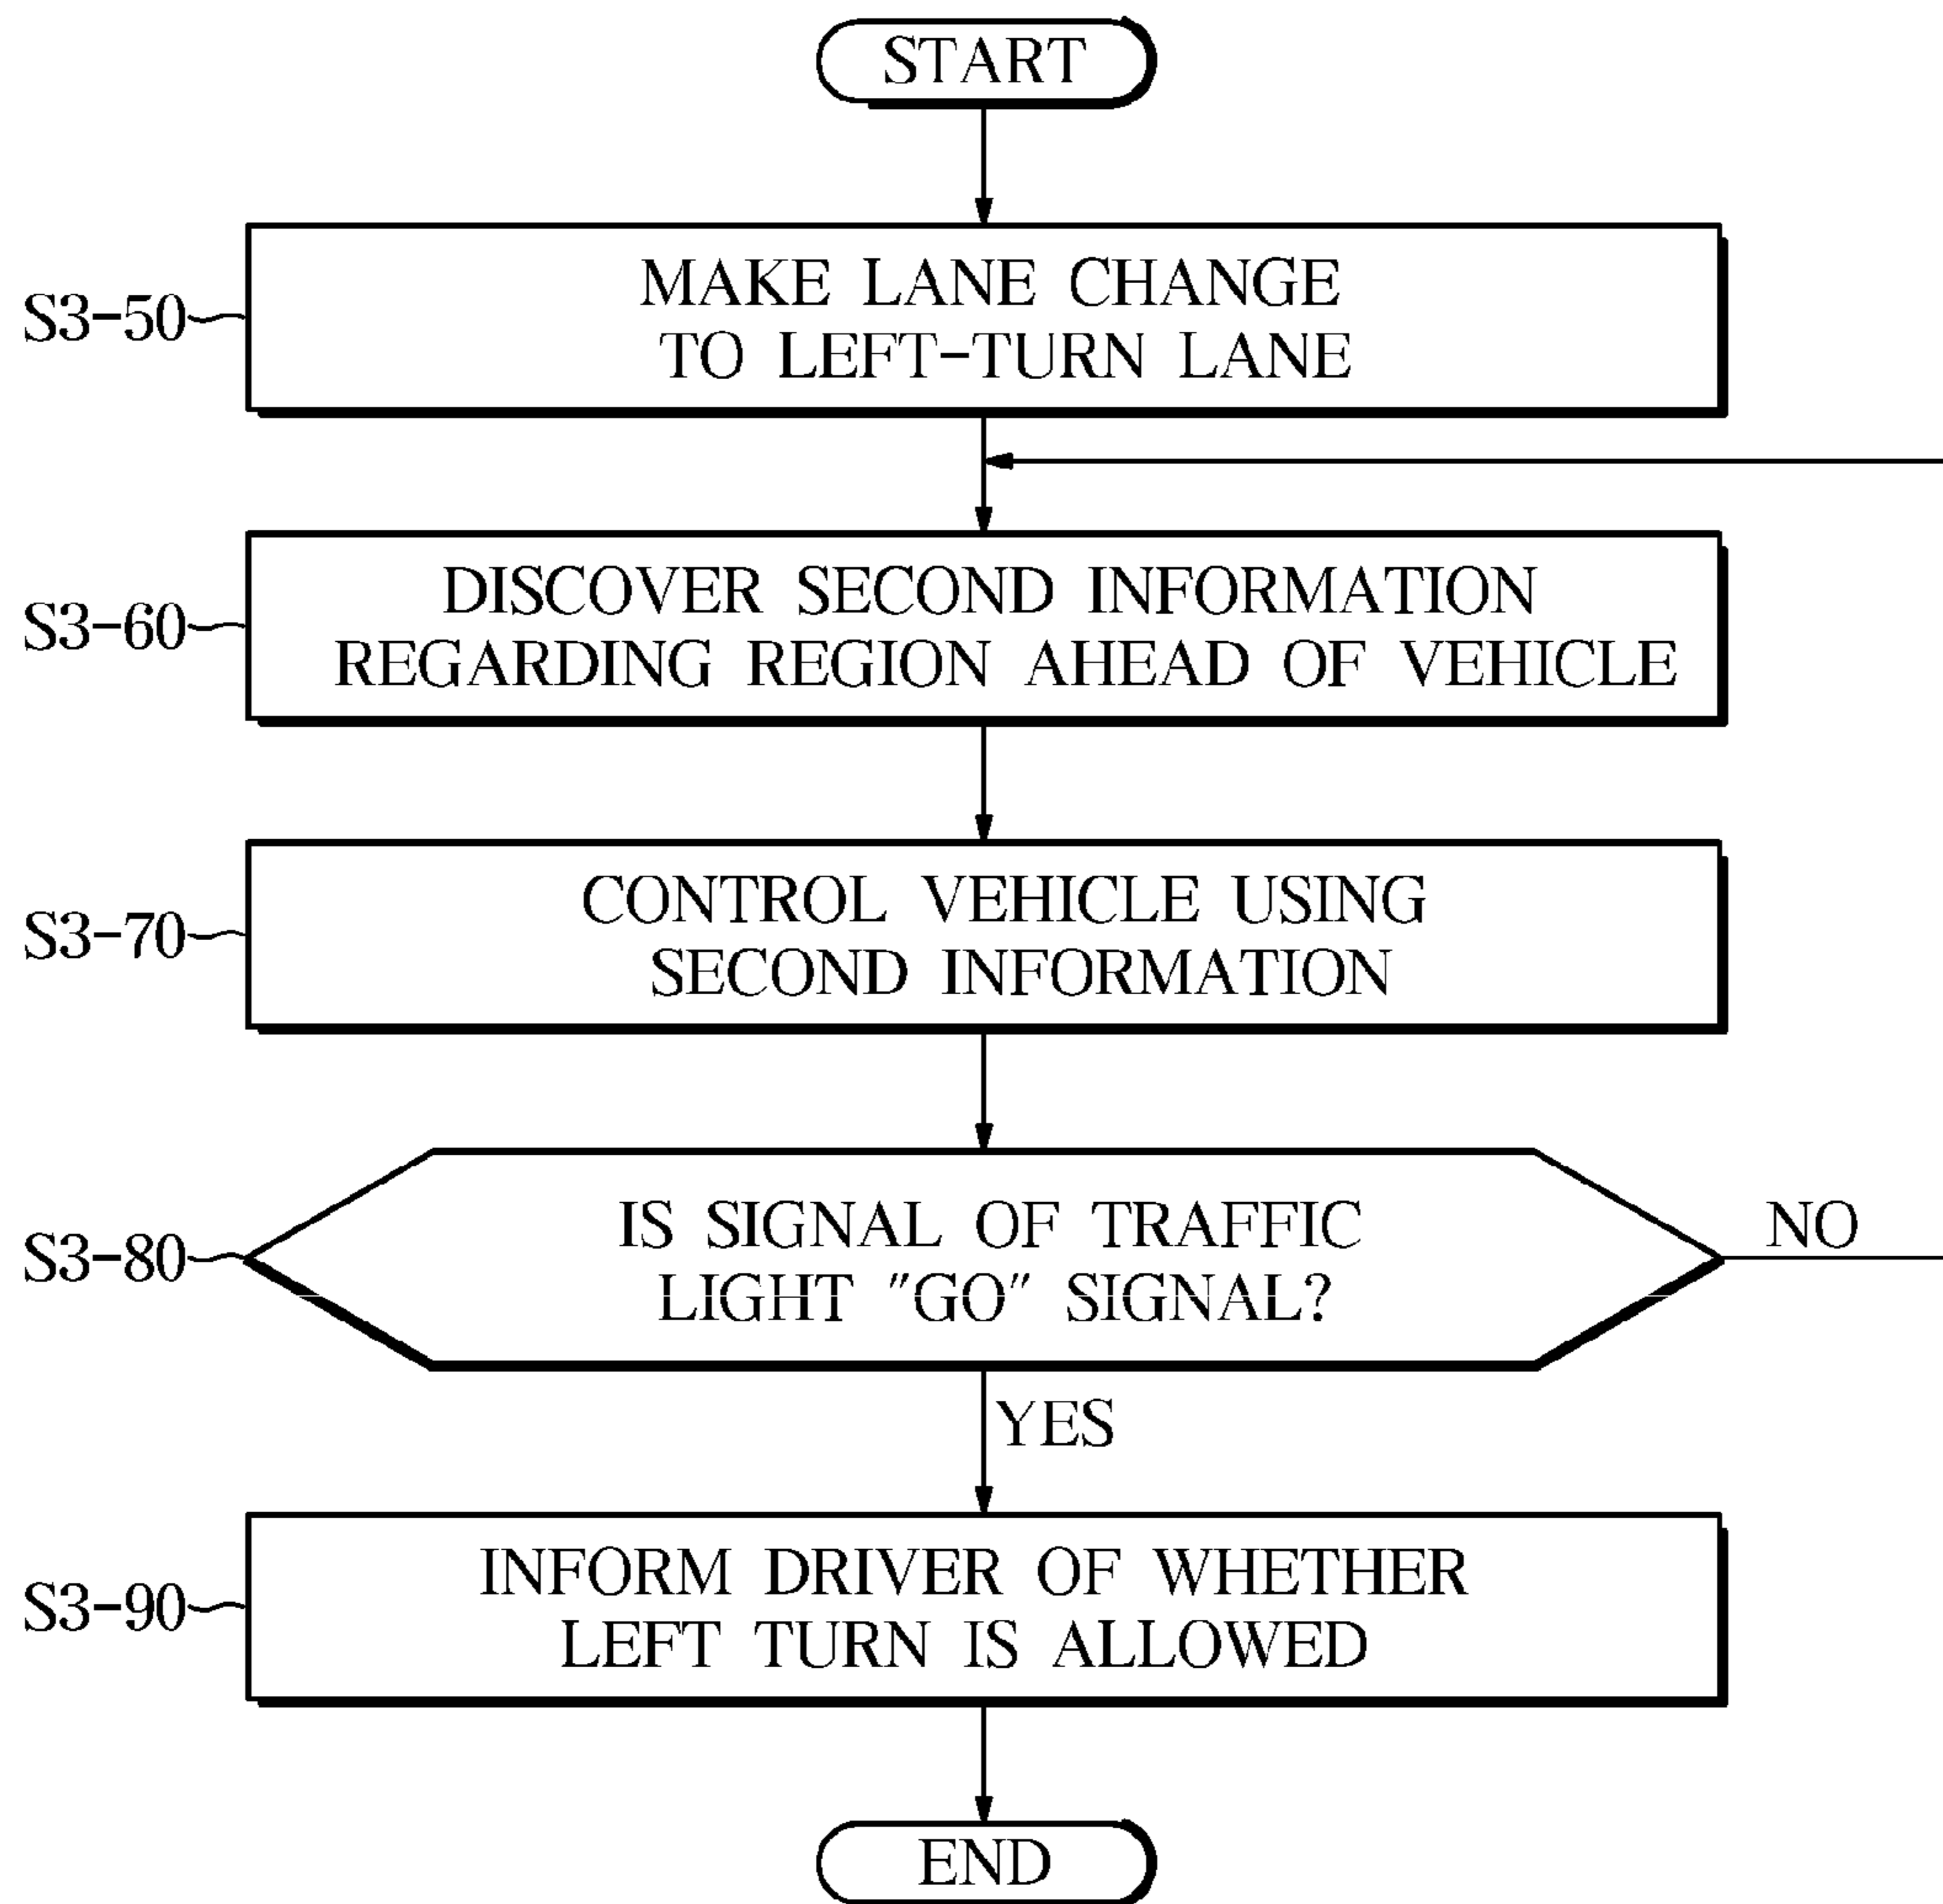 START
S3-50
MAKE LANE CHANGE
TO LEFT-TURN LANE
S3-60
DISCOVER SECOND INFORMATION
REGARDING REGION AHEAD OF VEHICLE
S3-70
CONTROL VEHICLE USING
SECOND INFORMATION
S3-80
IS SIGNAL OF TRAFFIC
LIGHT "GO" SIGNAL?
NO
YES
S3-90
INFORM DRIVER OF WHETHER
LEFT TURN IS ALLOWED
END